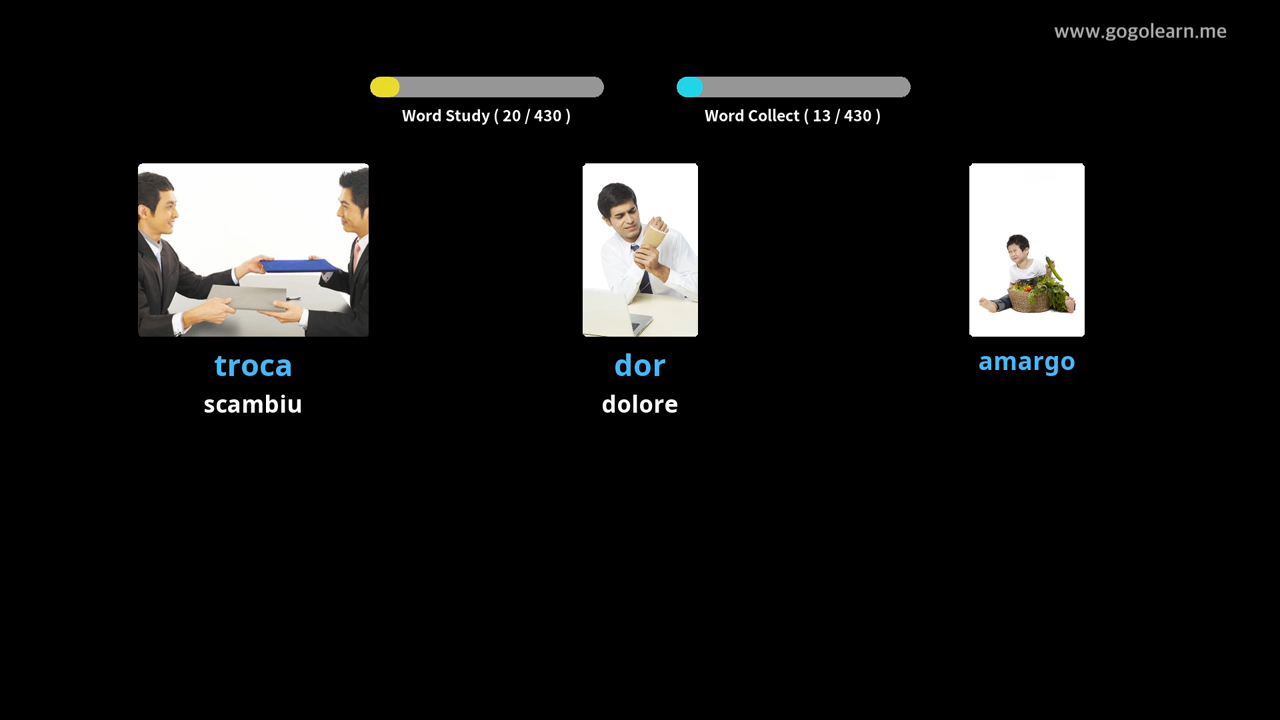 www.gogolearn.me
Word Study ( 20 / 430 )
Word Collect ( 13 / 430 )
troca
scambiu
dor
dolore
amargo